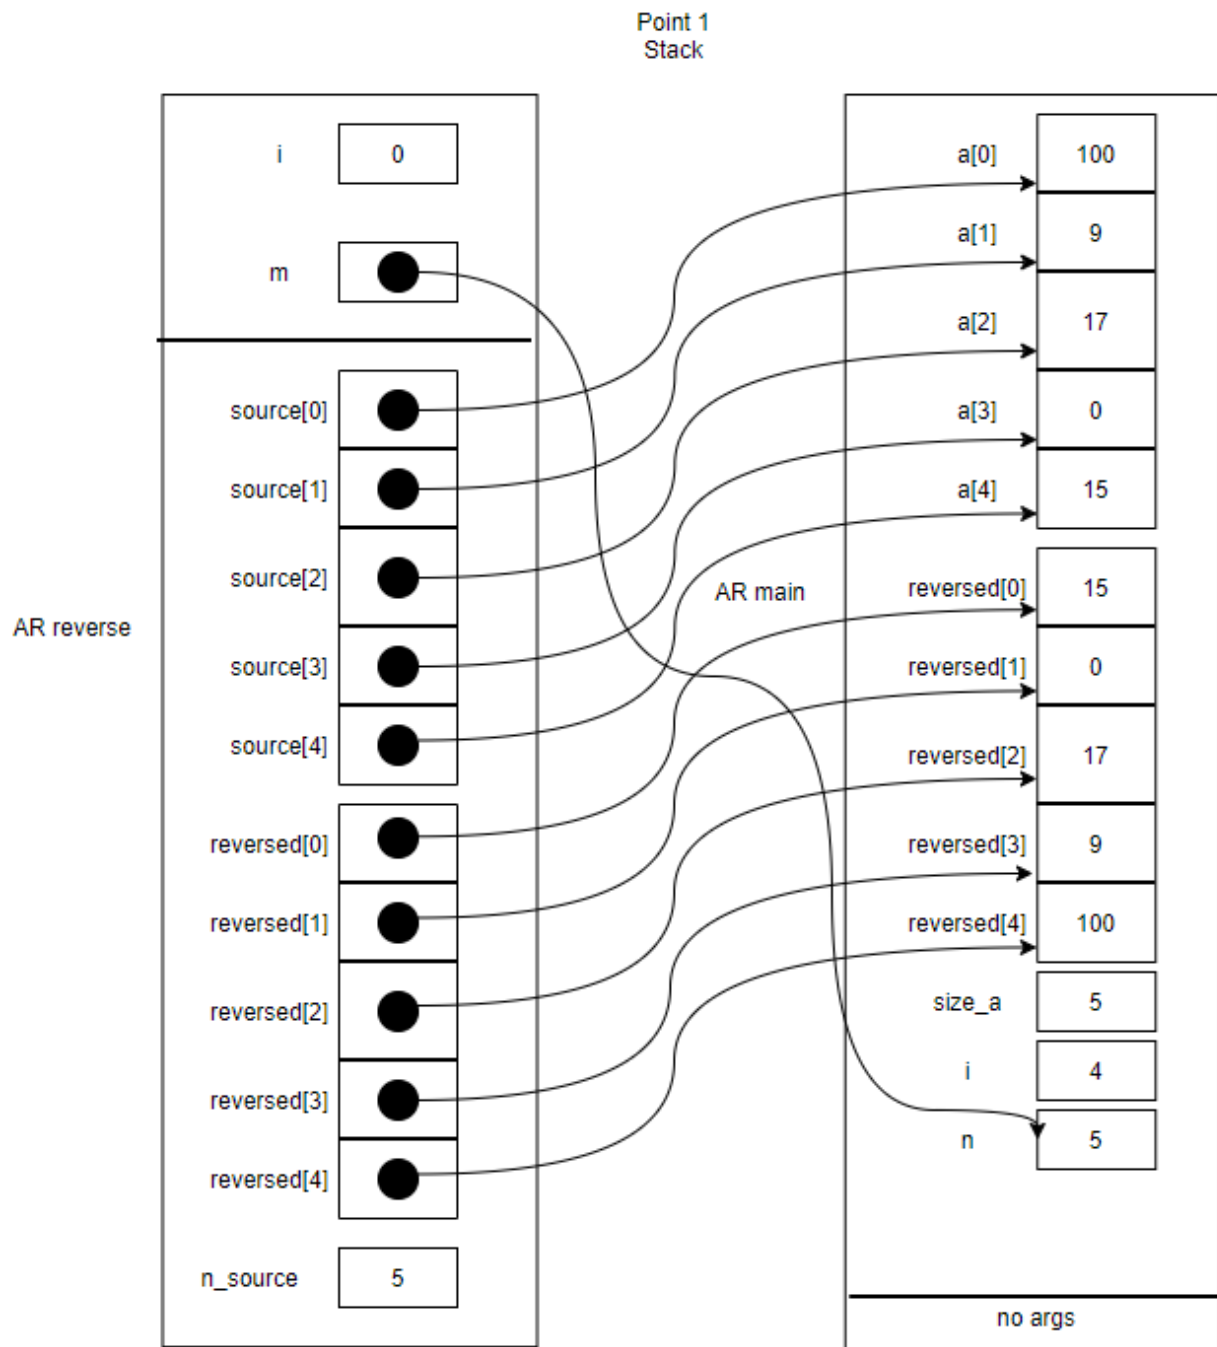 Point 1
Stack
i
0
m
source[0]
source[1]
source[2]
source[3]
source[4]
AR reverse
reversed[0]
reversed[1]
reversed[2]
reversed[3]
reversed[4]
n_source
5
a[0]
100
a[1]
9
a[2]
17
a[3]
0
a[4]
15
AR main
reversed[0]
15
reversed[1]
0
reversed[2]
17
reversed[3]
9
reversed[4]
100
size_a
5
i
4
n
5
no args